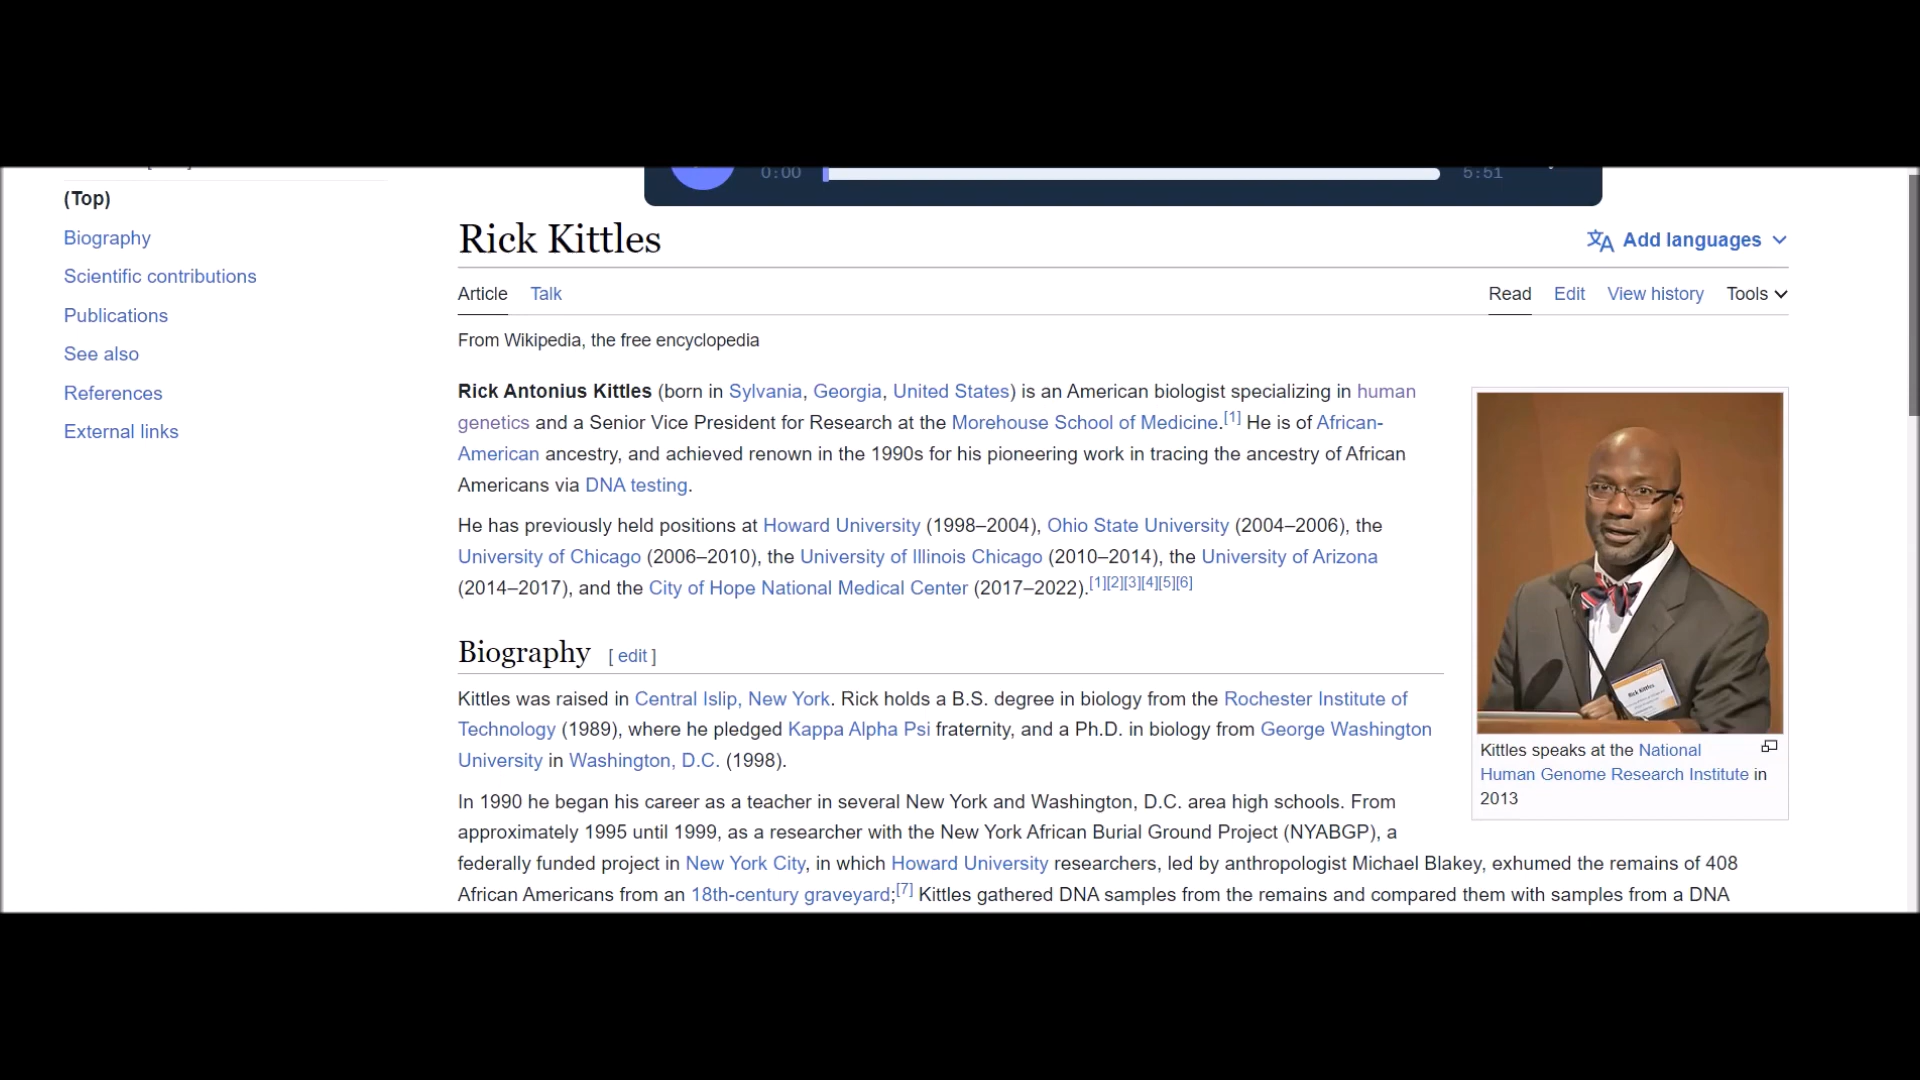 0:00
5:51
(Top)
Biography
Scientific contributions
Publications
See also
References
External links
Rick Kittles
Add languages
Article Talk
Read Edit View history Tools
From Wikipedia, the free encyclopedia
Rick Antonius Kittles (born in Sylvania, Georgia, United States) is an American biologist specializing in human
genetics and a Senior Vice President for Research at the Morehouse School of Medicine.[1] He is of African-
American ancestry, and achieved renown in the 1990s for his pioneering work in tracing the ancestry of African
Americans via DNA testing.
He has previously held positions at Howard University (1998–2004), Ohio State University (2004–2006), the
University of Chicago (2006–2010), the University of Illinois Chicago (2010–2014), the University of Arizona
(2014–2017), and the City of Hope National Medical Center (2017–2022).[1][2][3][4][5][6]
Biography [ edit ]
Kittles was raised in Central Islip, New York. Rick holds a B.S. degree in biology from the Rochester Institute of
Technology (1989), where he pledged Kappa Alpha Psi fraternity, and a Ph.D. in biology from George Washington
University in Washington, D.C. (1998).
In 1990 he began his career as a teacher in several New York and Washington, D.C. area high schools. From
approximately 1995 until 1999, as a researcher with the New York African Burial Ground Project (NYABGP), a
federally funded project in New York City, in which Howard University researchers, led by anthropologist Michael Blakey, exhumed the remains of 408
African Americans from an 18th-century graveyard;[7] Kittles gathered DNA samples from the remains and compared them with samples from a DNA
Rick Kittles
Kittles speaks at the National
Human Genome Research Institute in
2013